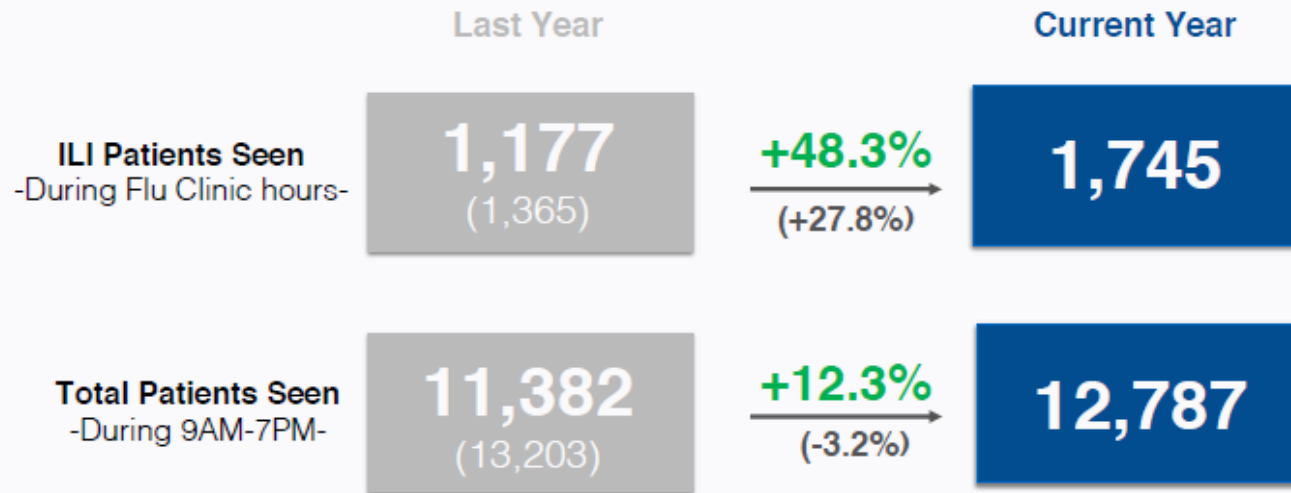 Last Year
Current Year
ILI Patients Seen
-During Flu Clinic hours-
1,177
(1,365)
+48.3%
(+27.8%)
1,745
Total Patients Seen
-During 9AM-7PM-
11,382
(13,203)
+12.3%
(-3.2%)
12,787